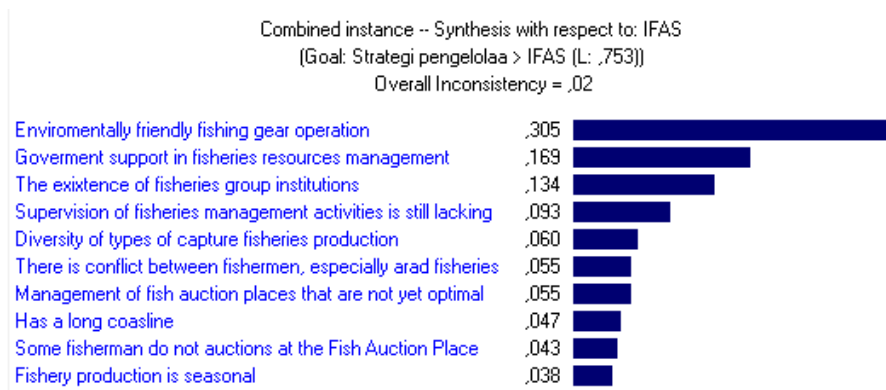 Combined instance -- Synthesis with respect to: IFAS
(Goal: Strategi pengelolaa > IFAS (L: ,753))
Overall Inconsistency = ,02
Enviromentally friendly fishing gear operation ,305
Goverment support in fisheries resources management ,169
The exixtence of fisheries group institutions ,134
Supervision of fisheries management activities is still lacking ,093
Diversity of types of capture fisheries production ,060
There is conflict between fishermen, especially arad fisheries ,055
Management of fish auction places that are not yet optimal ,055
Has a long coasline ,047
Some fisherman do not auctions at the Fish Auction Place ,043
Fishery production is seasonal ,038